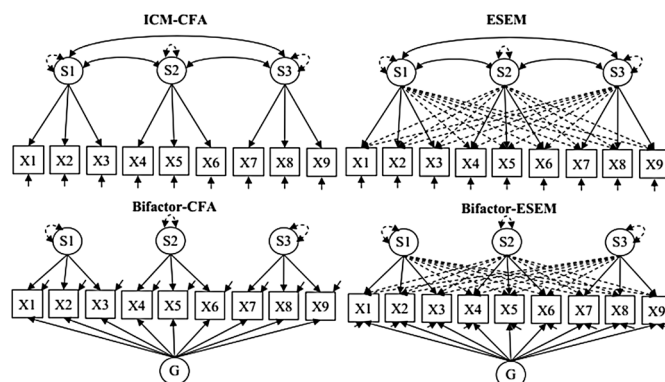 ICM-CFA
ESEM
S1 S2 S3
S1 S2 S3
X1 X2 X3 X4 X5 X6 X7 X8 X9
X1 X2 X3 X4 X5 X6 X7 X8 X9
Bifactor-CFA
Bifactor-ESEM
S1 S2 S3
S1 S2 S3
X1 X2 X3 X4 X5 X6 X7 X8 X9
X1 X2 X3 X4 X5 X6 X7 X8 X9
G
G